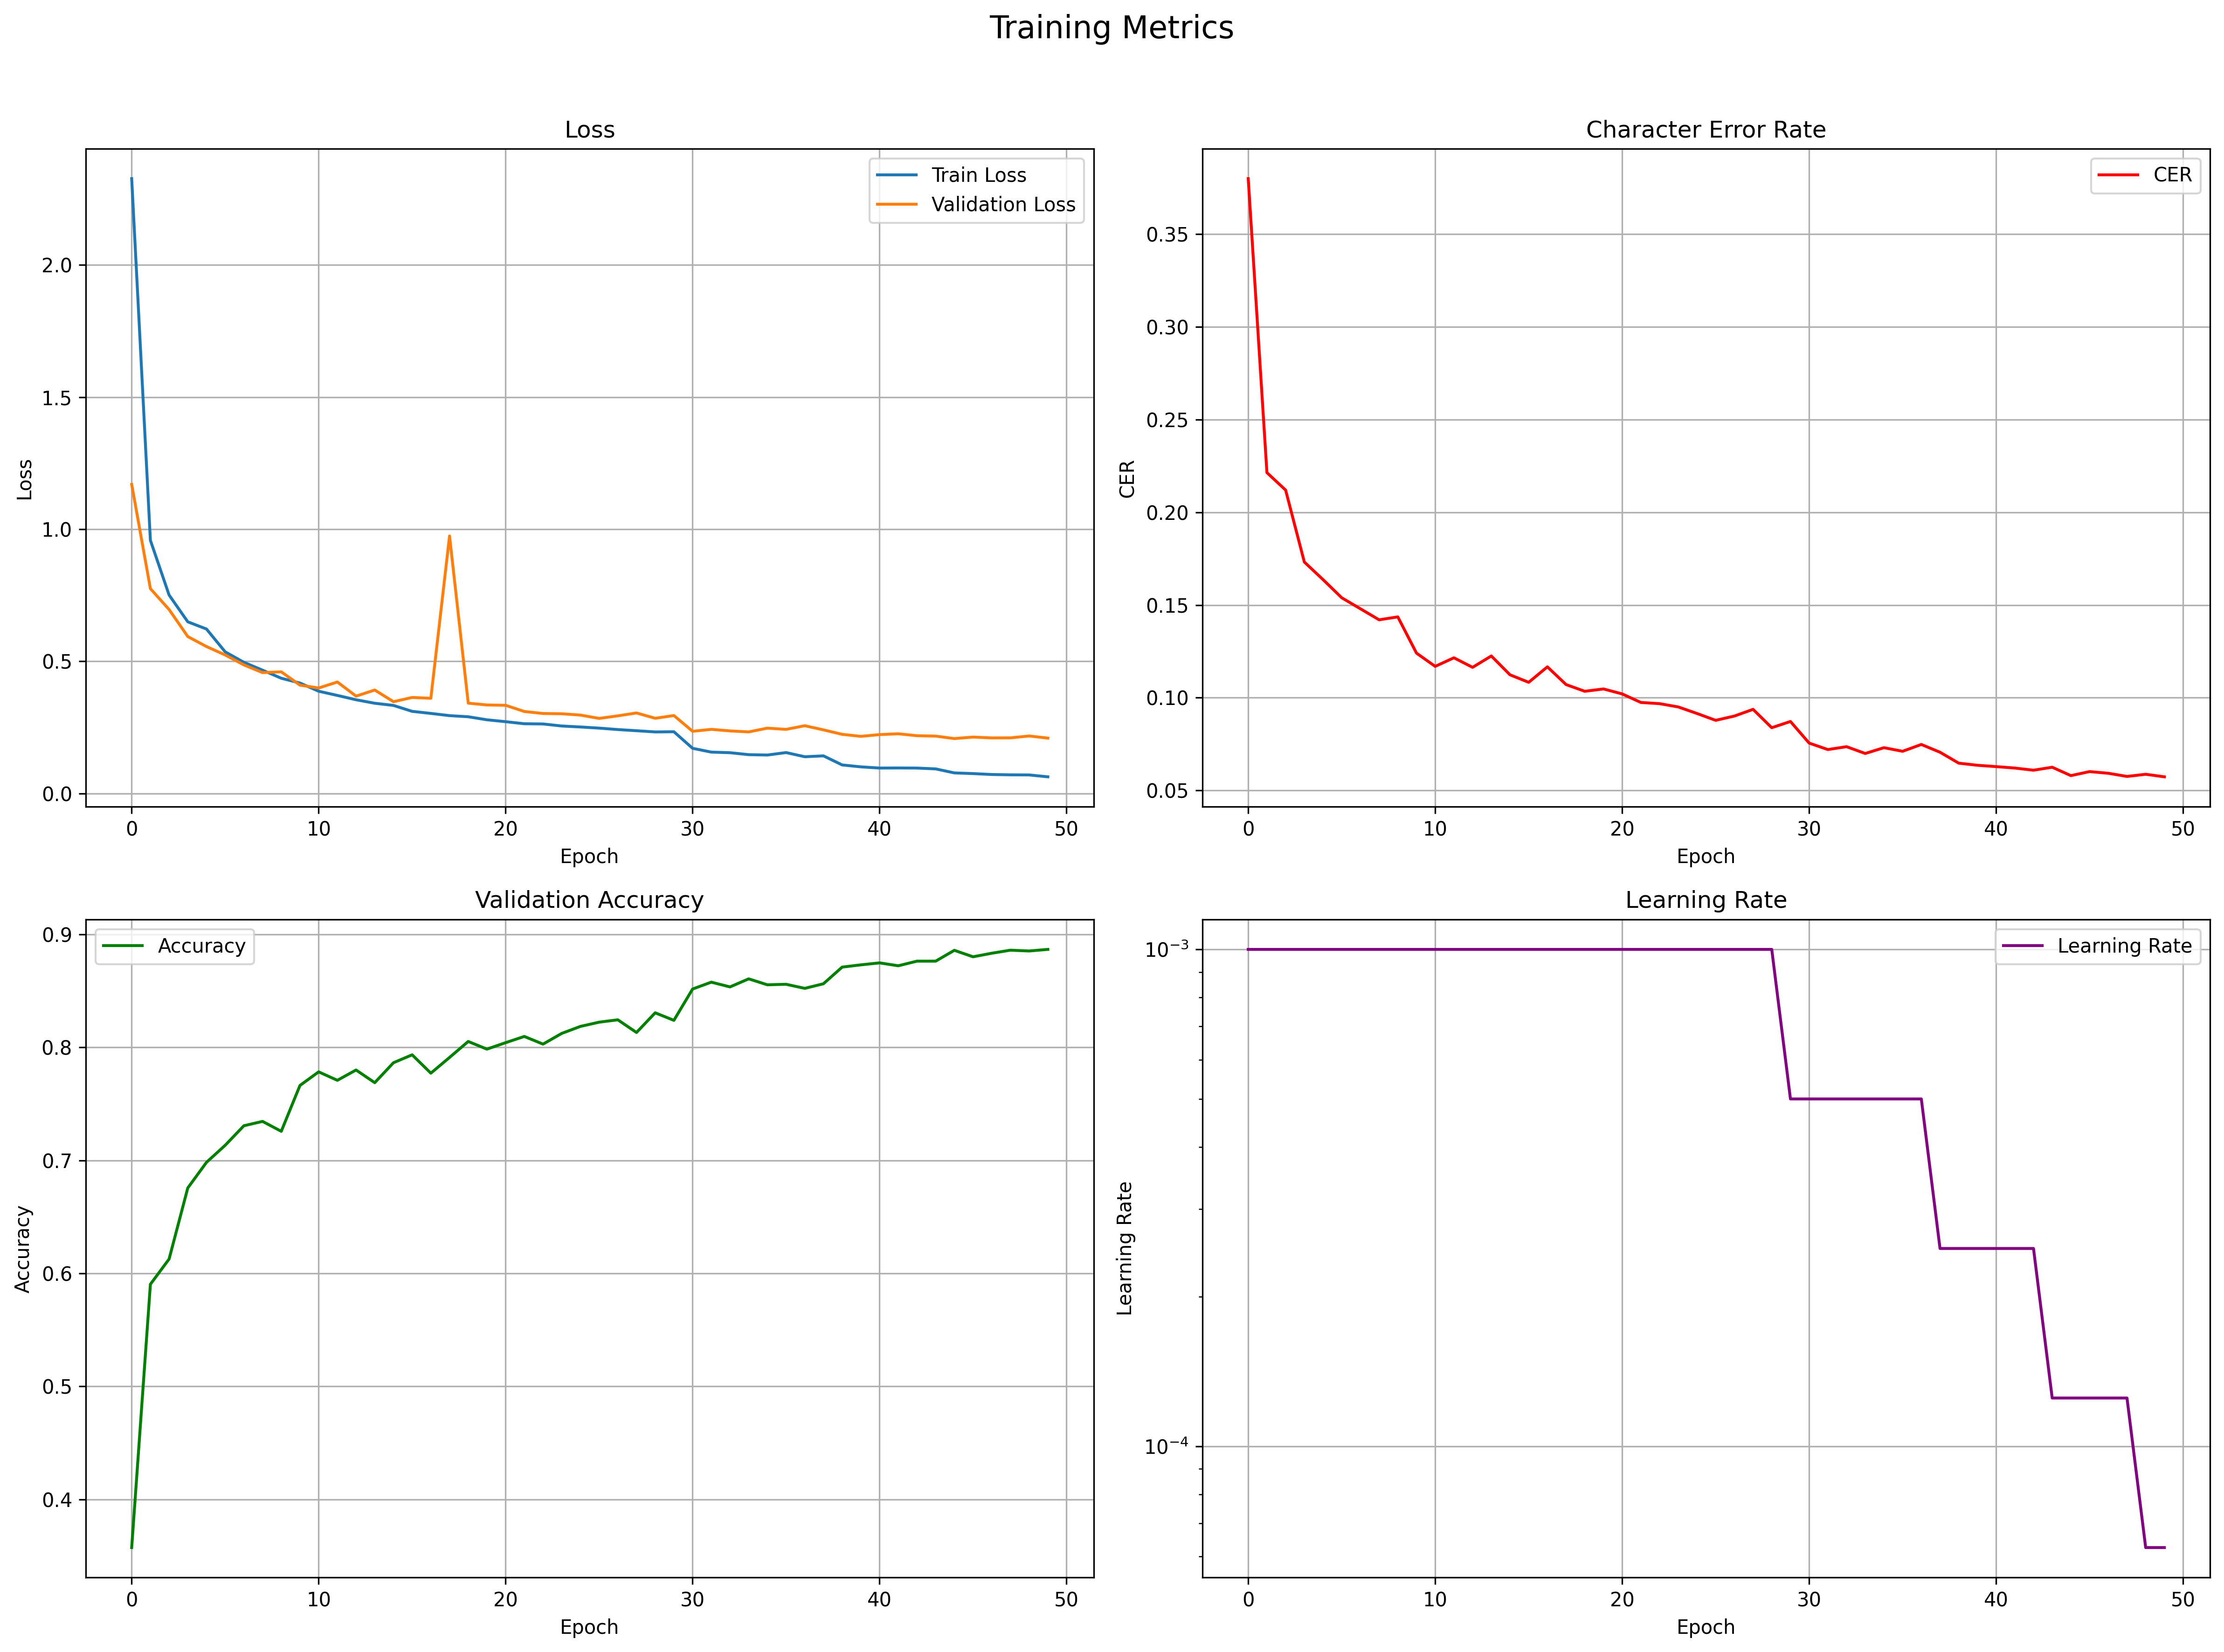 Training Metrics
Loss
Train Loss
Validation Loss
2.0
1.5
1.0
0.5
0.0
Loss
0 10 20 30 40 50
Epoch
Character Error Rate
CER
0.35
0.30
0.25
0.20
0.15
0.10
0.05
CER
0 10 20 30 40 50
Epoch
Validation Accuracy
Accuracy
0.9
0.8
0.7
0.6
0.5
0.4
Accuracy
0 10 20 30 40 50
Epoch
Learning Rate
Learning Rate
10⁻³
10⁻⁴
Learning Rate
0 10 20 30 40 50
Epoch